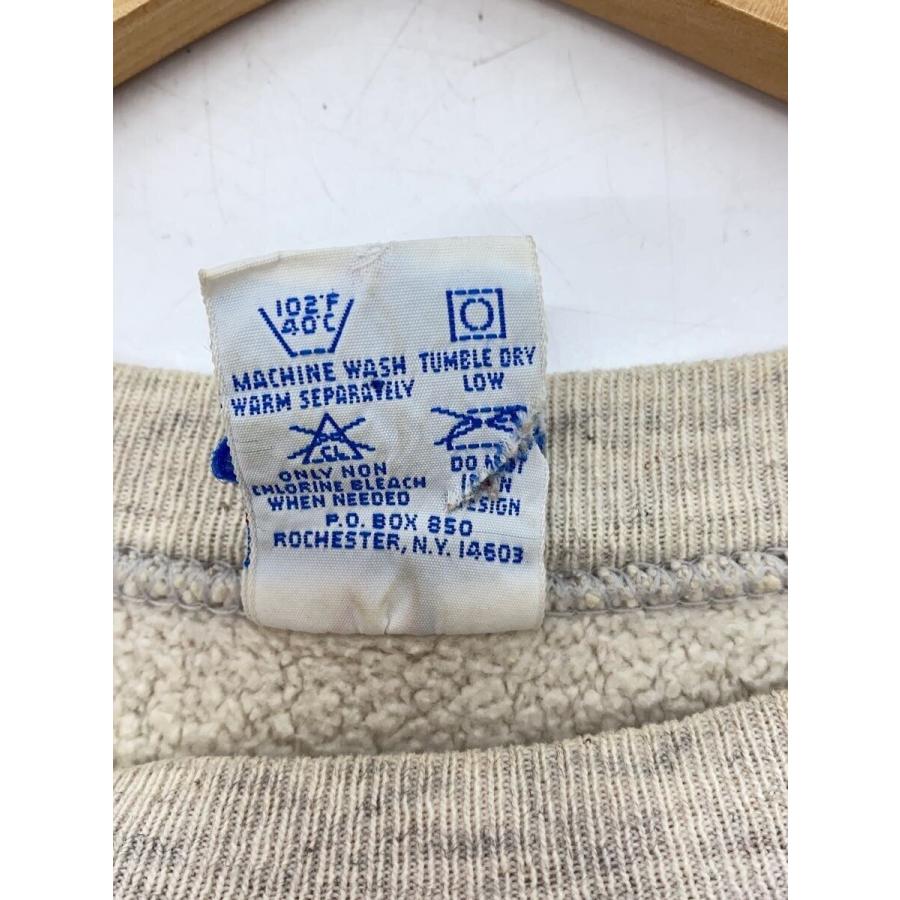 102°F
40°C
MACHINE WASH
WARM SEPARATELY
TUMBLE DRY
LOW
CL
ONLY NON
CHLORINE BLEACH
WHEN NEEDED
DO NOT
IRON
DESIGN
P.O. BOX 850
ROCHESTER, N.Y. 14603